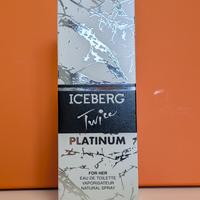 ICEBERG
Twice
PLATINUM
FOR HER
EAU DE TOILETTE
VAPORISATEUR
NATURAL SPRAY